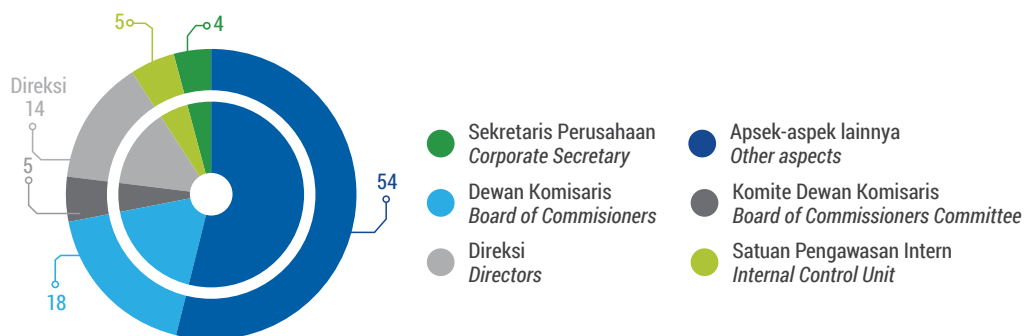 5
4
Direksi
14
5
54
18
Sekretaris Perusahaan
Corporate Secretary
Dewan Komisaris
Board of Commisioners
Direksi
Directors
Apsek-aspek lainnya
Other aspects
Komite Dewan Komisaris
Board of Commissioners Committee
Satuan Pengawasan Intern
Internal Control Unit